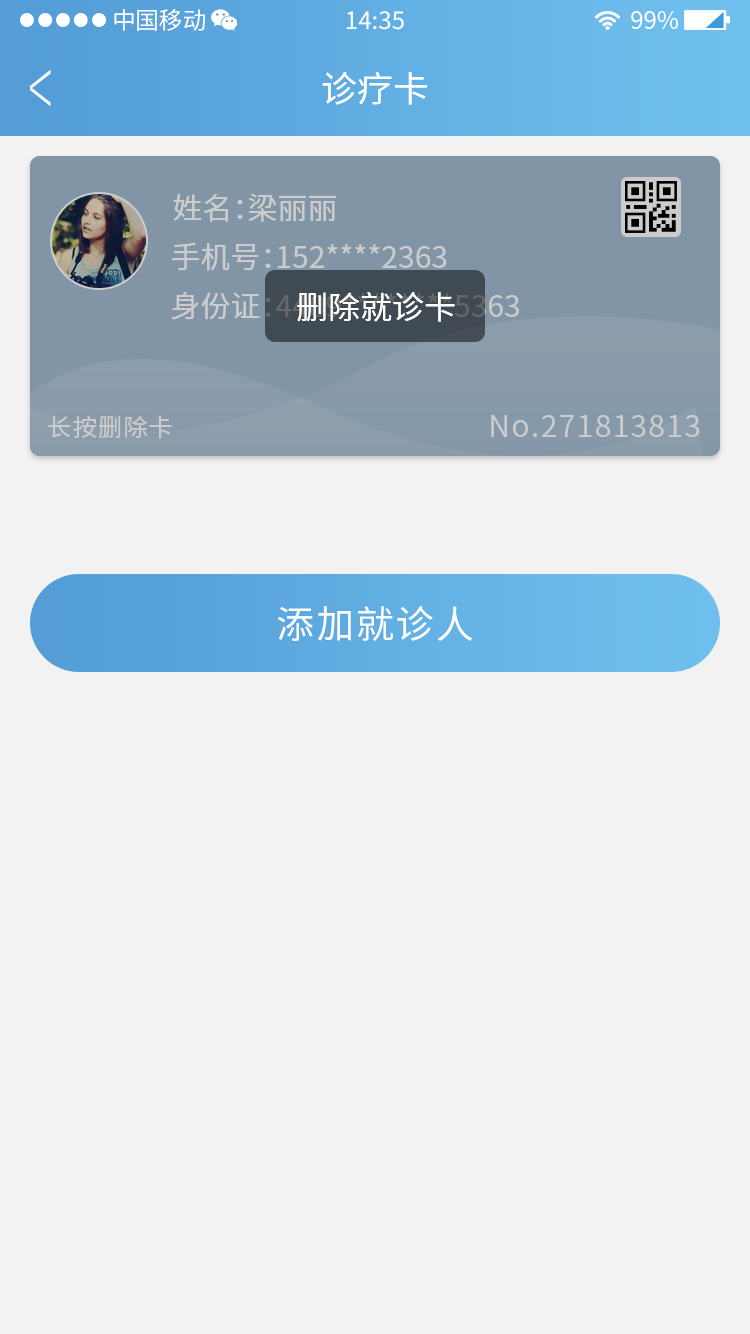 中国移动 14:35 99%
诊疗卡
姓名：梁丽丽
手机号：152****2363
删除就诊卡
身份证： 5363
长按删除卡 No.271813813
添加就诊人